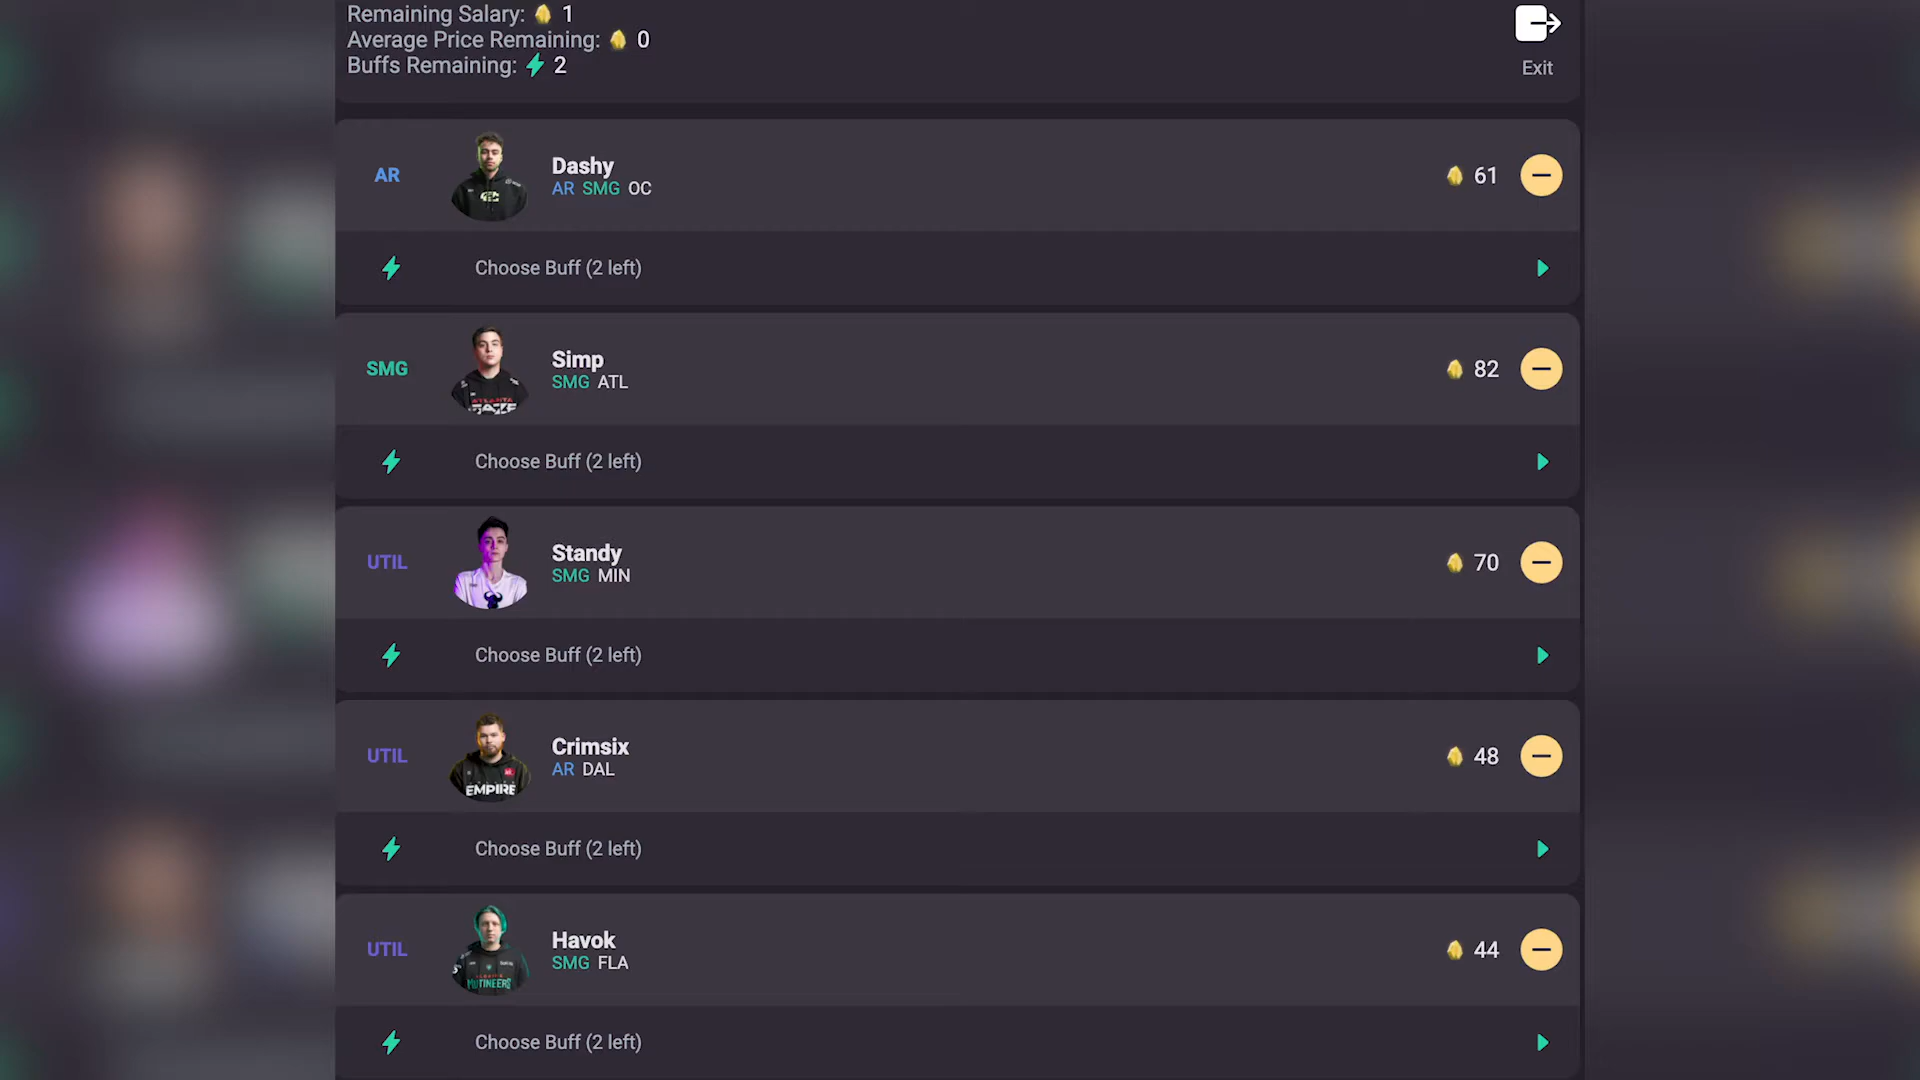 Remaining Salary: 1
Average Price Remaining: 0
Buffs Remaining: 2
Exit
AR Dashy 61
AR SMG OC
Choose Buff (2 left)
SMG Simp 82
SMG ATL
ATLANTA
FAZE
Choose Buff (2 left)
UTIL Standy 70
SMG MIN
Choose Buff (2 left)
UTIL Crimsix 48
AR DAL
EMPIRE
Choose Buff (2 left)
UTIL Havok 44
SMG FLA
MUTINEERS
Choose Buff (2 left)